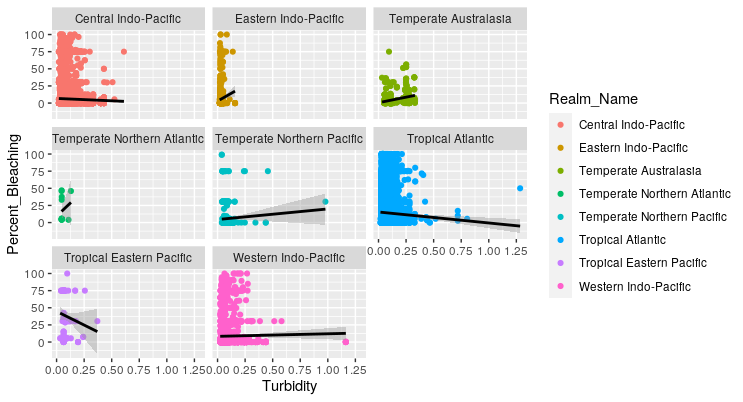 Central Indo-Pacific Eastern Indo-Pacific Temperate Australasia
100
75
50
25
0
Temperate Northern Atlantic Temperate Northern Pacific Tropical Atlantic
100
75
50
25
0
0.00 0.25 0.50 0.75 1.00 1.25
Tropical Eastern Pacific Western Indo-Pacific
100
75
50
25
0
0.00 0.25 0.50 0.75 1.00 1.25 0.00 0.25 0.50 0.75 1.00 1.25
Turbidity
Percent_Bleaching
Realm_Name
Central Indo-Pacific
Eastern Indo-Pacific
Temperate Australasia
Temperate Northern Atlantic
Temperate Northern Pacific
Tropical Atlantic
Tropical Eastern Pacific
Western Indo-Pacific